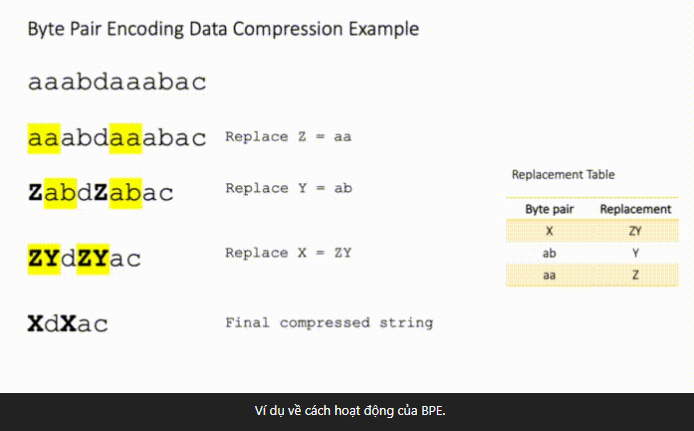 Byte Pair Encoding Data Compression Example
aaabdaaabac
aaabdaaabac Replace Z = aa
ZabdZabac Replace Y = ab
ZYdZYac Replace X = ZY
XdXac Final compressed string
Replacement Table
Byte pair Replacement
X ZY
ab Y
aa Z
Ví dụ về cách hoạt động của BPE.